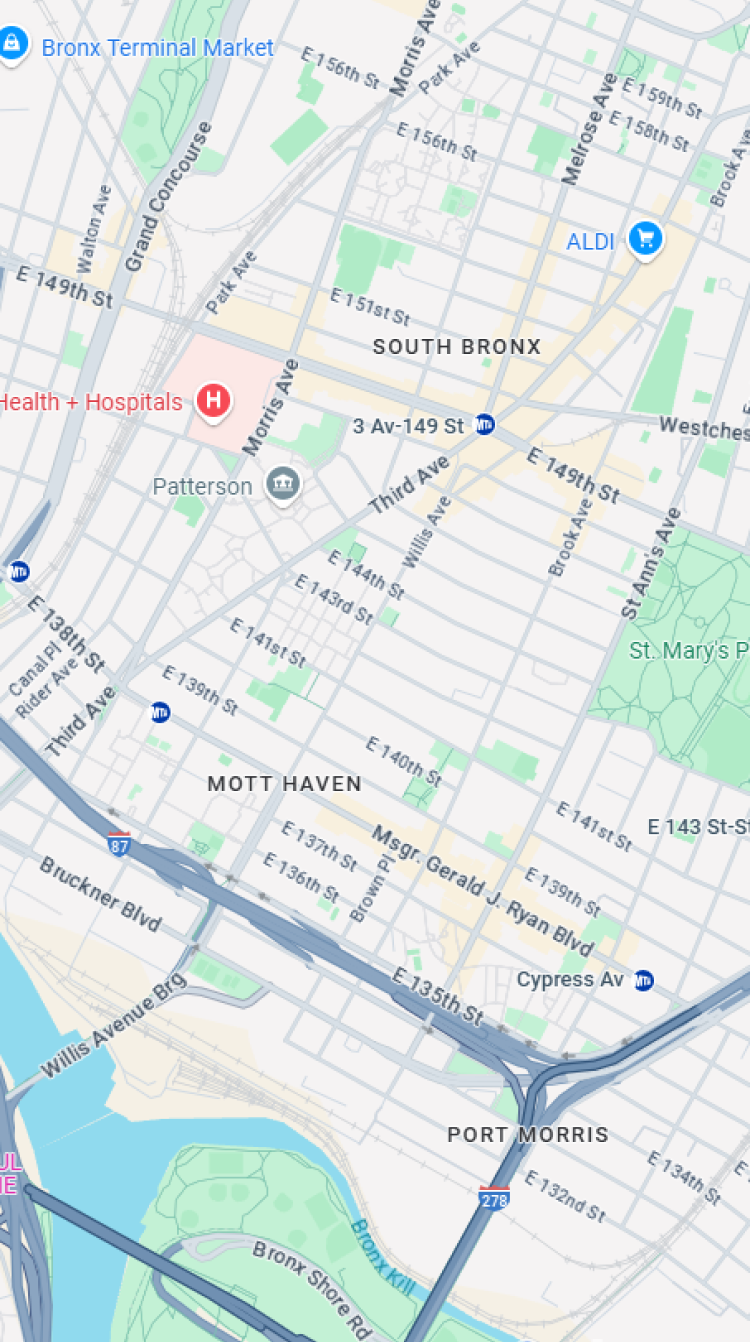 Bronx Terminal Market
E 156th St
Morris Ave
Park Ave
E 159th St
E 158th St
Melrose Ave
E 156th St
Brook Ave
Grand Concourse
Walton Ave
ALDI
Park Ave
E 149th St
E 151st St
SOUTH BRONX
Health + Hospitals
H
Morris Ave
3 Av-149 St
Westches
E 149th St
Third Ave
Patterson
Willis Ave
Brook Ave
St Ann's Ave
E 144th St
E 143rd St
E 138th St
E 141st St
St. Mary's P
Canal Pl
Rider Ave
E 139th St
Third Ave
E 140th St
MOTT HAVEN
E 141st St
E 143 St-St
87
E 137th St
Msgr. Gerald J. Ryan Blvd
E 136th St
Brown Pl
E 139th St
Bruckner Blvd
Cypress Av
E 135th St
Willis Avenue Brg
PORT MORRIS
E 134th St
E 132nd St
278
Bronx Kill
Bronx Shore Rd